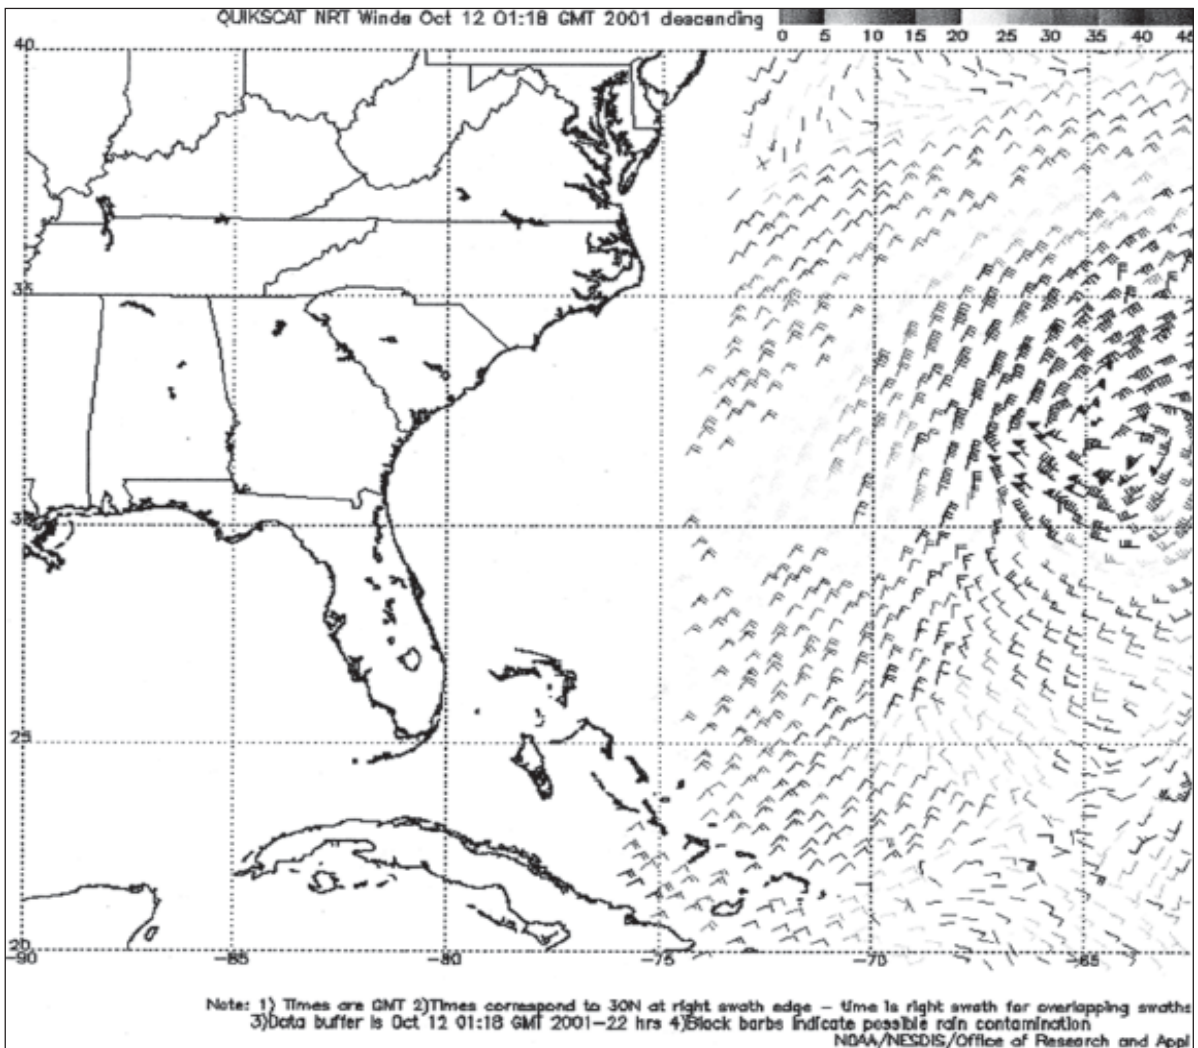 QUIKSCAT NRT Winds Oct 12 01:18 GMT 2001 descending
0 5 10 15 20 25 30 35 40 45
40
35
30
25
20
-90 -85 -80 -75 -70 -65
Note: 1) Times are GMT 2)Times correspond to 30N at right swath edge – time is right swath for overlapping swaths
3)Data buffer is Oct 12 01:18 GMT 2001–22 hrs 4)Black barbs indicate possible rain contamination
NOAA/NESDIS/Office of Research and Appl